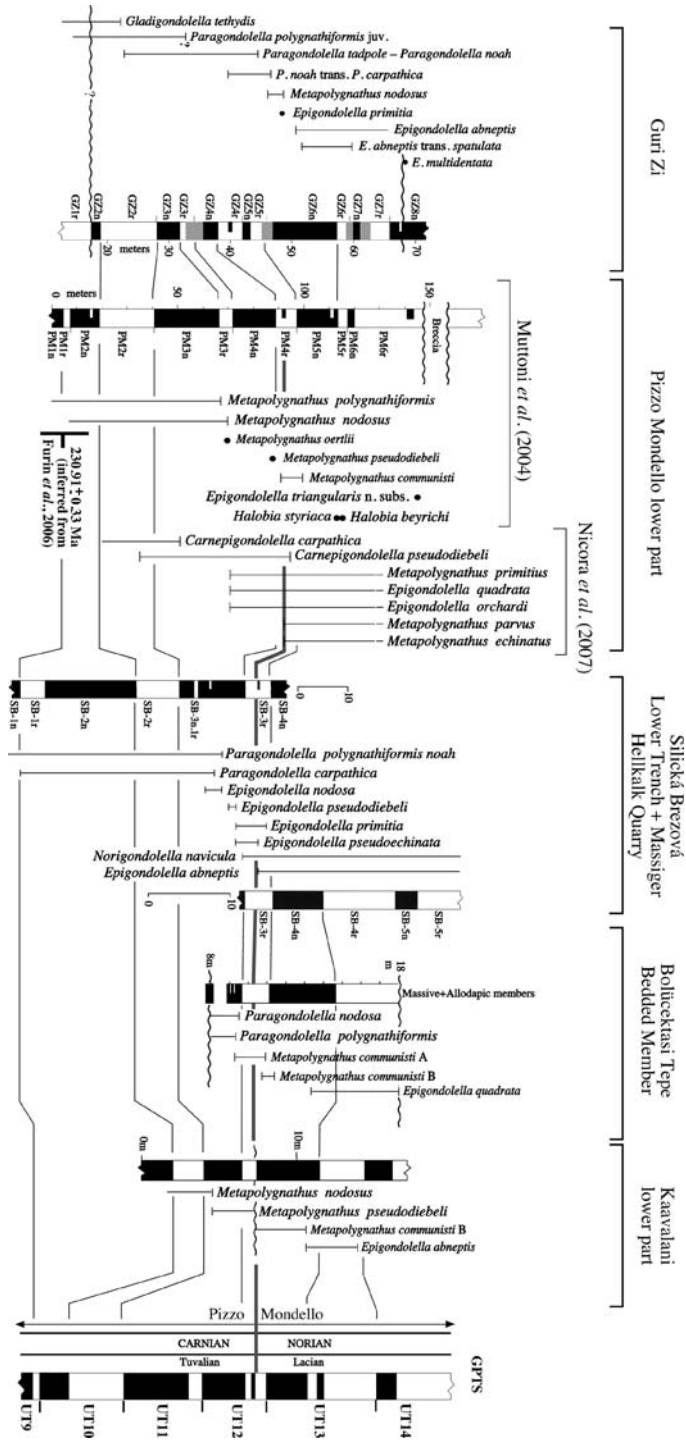 Guri Zi
Gladigondolella tethydis
Paragondolella polygnathiformis juv.
?
Paragondolella tadpole – Paragondolella noah
P. noah trans. P. carpathica
Metapolygnathus nodosus
?
Epigondolella primitia
Epigondolella abneptis
E. abneptis trans. spatulata
E. multidentata
GZ1r
GZ2n
GZ2r
GZ3n
GZ3r
GZ4n
GZ4r
GZ5n
GZ5r
GZ6n
GZ6r
GZ7n
GZ7r
GZ8n
20
meters
30
40
50
60
70
Pizzo Mondello lower part
0
meters
50
100
150
PM1n
PM1r
PM2n
PM2r
PM3n
PM3r
PM4n
PM4r
PM5n
PM5r
PM6n
PM6r
Breccia
Muttoni et al. (2004)
Metapolygnathus polygnathiformis
Metapolygnathus nodosus
Metapolygnathus oertlii
Metapolygnathus pseudodiebeli
Metapolygnathus communisti
Epigondolella triangularis n. subs.
Halobia styriaca
Halobia beyrichi
230.91±0.33 Ma
(inferred from
Furin et al., 2006)
Nicora et al. (2007)
Carnepigondolella carpathica
Carnepigondolella pseudodiebeli
Metapolygnathus primitius
Epigondolella quadrata
Epigondolella orchardi
Metapolygnathus parvus
Metapolygnathus echinatus
Silická Brezová
Lower Trench + Massiger
Hellkalk Quarry
0
10
SB-1n
SB-1r
SB-2n
SB-2r
SB-3n.1r
SB-3r
SB-4n
Paragondolella polygnathiformis noah
Paragondolella carpathica
Epigondolella nodosa
Epigondolella pseudodiebeli
Epigondolella primitia
Epigondolella pseudoechinata
Norigondolella navicula
Epigondolella abneptis
0
10
SB-3r
SB-4n
SB-4r
SB-5n
SB-5r
Bolücektasi Tepe
Bedded Member
8m
18
m
Massive+Allodapic members
Paragondolella nodosa
Paragondolella polygnathiformis
Metapolygnathus communisti A
Metapolygnathus communisti B
Epigondolella quadrata
Kaavalani
lower part
0m
10m
Metapolygnathus nodosus
Metapolygnathus pseudodiebeli
Metapolygnathus communisti B
Epigondolella abneptis
Pizzo Mondello
CARNIAN
NORIAN
Tuvalian
Lacian
GPTS
UT9
UT10
UT11
UT12
UT13
UT14